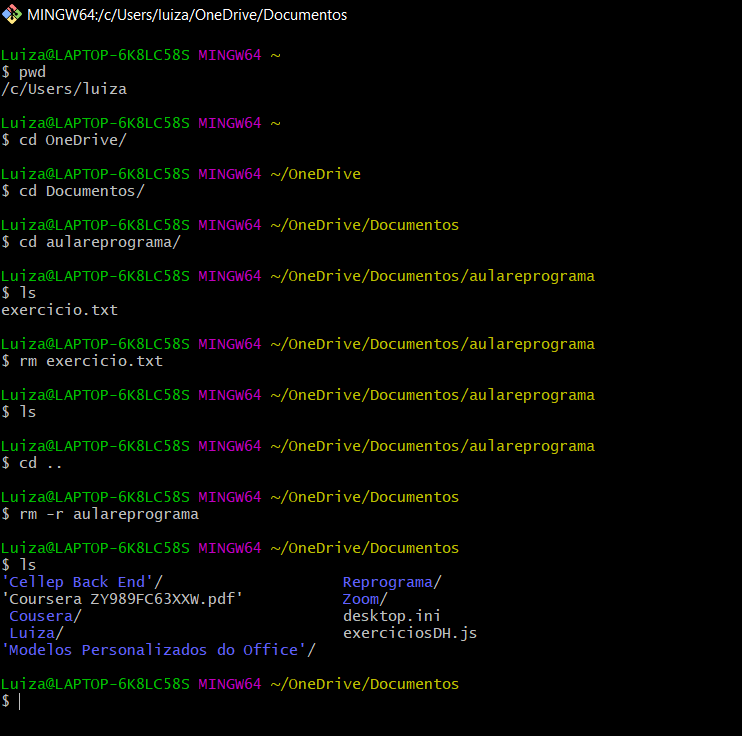 MINGW64:/c/Users/luiza/OneDrive/Documentos
Luiza@LAPTOP-6K8LC58S MINGW64 ~
$ pwd
/c/Users/luiza
Luiza@LAPTOP-6K8LC58S MINGW64 ~
$ cd OneDrive/
Luiza@LAPTOP-6K8LC58S MINGW64 ~/OneDrive
$ cd Documentos/
Luiza@LAPTOP-6K8LC58S MINGW64 ~/OneDrive/Documentos
$ cd aulareprograma/
Luiza@LAPTOP-6K8LC58S MINGW64 ~/OneDrive/Documentos/aulareprograma
$ ls
exercicio.txt
Luiza@LAPTOP-6K8LC58S MINGW64 ~/OneDrive/Documentos/aulareprograma
$ rm exercicio.txt
Luiza@LAPTOP-6K8LC58S MINGW64 ~/OneDrive/Documentos/aulareprograma
$ ls
Luiza@LAPTOP-6K8LC58S MINGW64 ~/OneDrive/Documentos/aulareprograma
$ cd ..
Luiza@LAPTOP-6K8LC58S MINGW64 ~/OneDrive/Documentos
$ rm -r aulareprograma
Luiza@LAPTOP-6K8LC58S MINGW64 ~/OneDrive/Documentos
$ ls
'Cellep Back End'/ Reprograma/
'Coursera ZY989FC63XXW.pdf' Zoom/
Cousera/ desktop.ini
Luiza/ exerciciosDH.js
'Modelos Personalizados do Office'/
Luiza@LAPTOP-6K8LC58S MINGW64 ~/OneDrive/Documentos
$